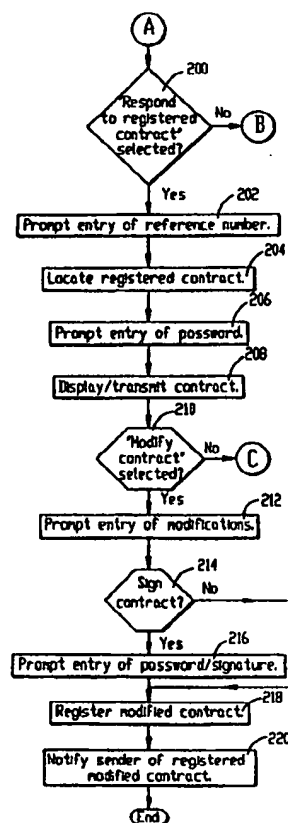 A
200
"Respond
to registered
contract"
selected?
No
B
Yes
202
Prompt entry of reference number.
204
Locate registered contract.
206
Prompt entry of password.
208
Display/transmit contract.
210
"Modify
contract"
selected?
No
C
Yes
212
Prompt entry of modifications.
214
Sign
contract?
No
Yes
216
Prompt entry of password/signature.
218
Register modified contract.
220
Notify sender of registered
modified contract.
End